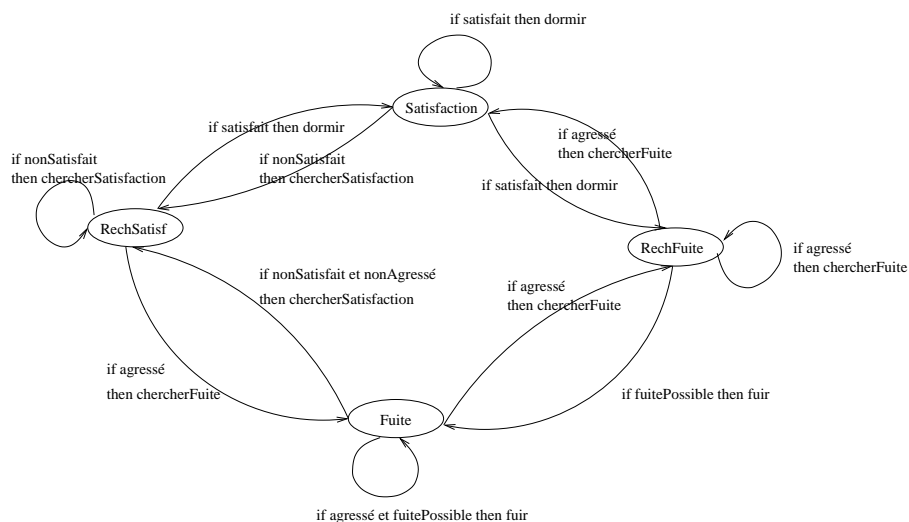 if satisfait then dormir
Satisfaction
if satisfait then dormir
if agressé
then chercherFuite
if nonSatisfait
then chercherSatisfaction
if nonSatisfait
then chercherSatisfaction
if satisfait then dormir
RechSatisf
RechFuite
if agressé
then chercherFuite
if nonSatisfait et nonAgressé
then chercherSatisfaction
if agressé
then chercherFuite
if agressé
then chercherFuite
if fuitePossible then fuir
Fuite
if agressé et fuitePossible then fuir